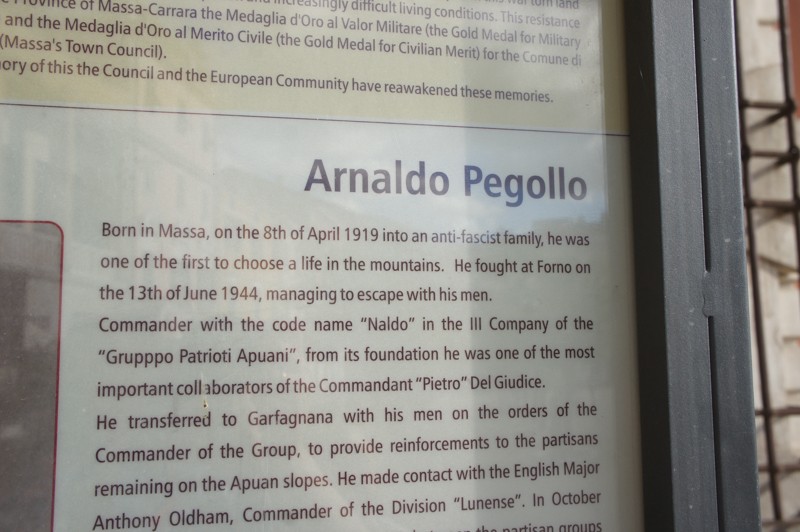 increasingly difficult living conditions. This resistance
Province of Massa-Carrara the Medaglia d'Oro al Valor Militare (the Gold Medal for Military
and the Medaglia d'Oro al Merito Civile (the Gold Medal for Civilian Merit) for the Comune di
(Massa's Town Council).
of this the Council and the European Community have reawakened these memories.
Arnaldo Pegollo
Born in Massa, on the 8th of April 1919 into an anti-fascist family, he was
one of the first to choose a life in the mountains. He fought at Forno on
the 13th of June 1944, managing to escape with his men.
Commander with the code name "Naldo" in the III Company of the
"Grupppo Patrioti Apuani", from its foundation he was one of the most
important collaborators of the Commandant "Pietro" Del Giudice.
He transferred to Garfagnana with his men on the orders of the
Commander of the Group, to provide reinforcements to the partisans
remaining on the Apuan slopes. He made contact with the English Major
Anthony Oldham, Commander of the Division "Lunense". In October
the partisan groups